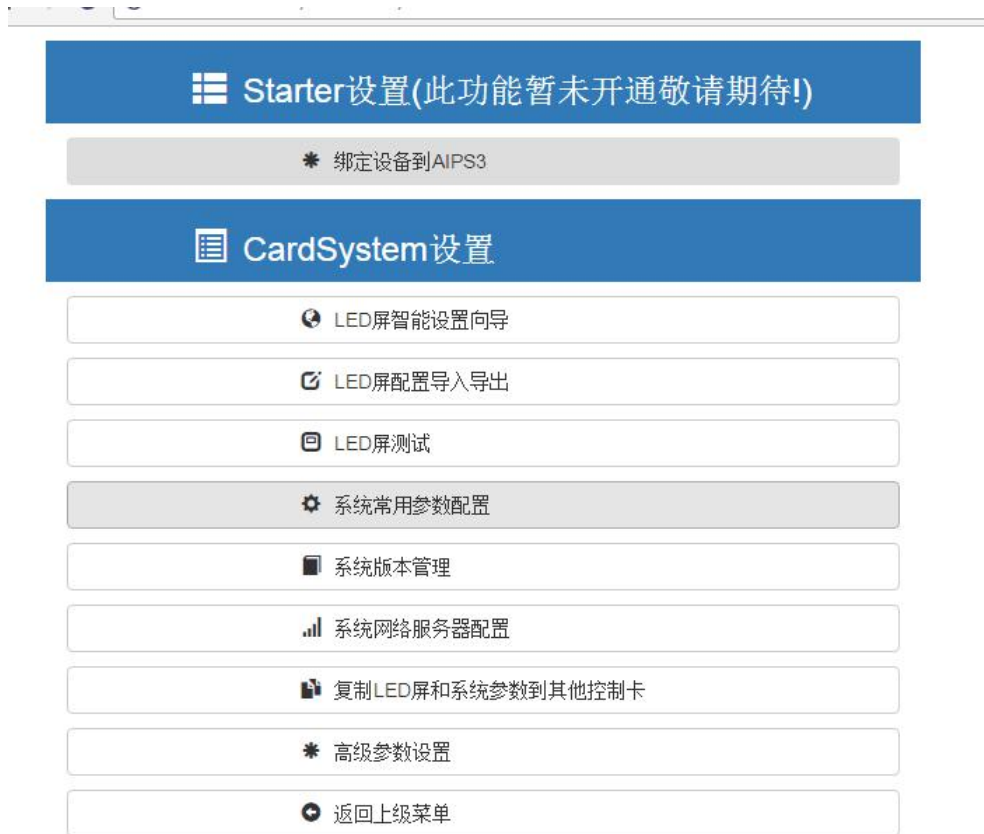 Starter设置(此功能暂未开通敬请期待!)
绑定设备到AIPS3
CardSystem设置
LED屏智能设置向导
LED屏配置导入导出
LED屏测试
系统常用参数配置
系统版本管理
系统网络服务器配置
复制LED屏和系统参数到其他控制卡
高级参数设置
返回上级菜单